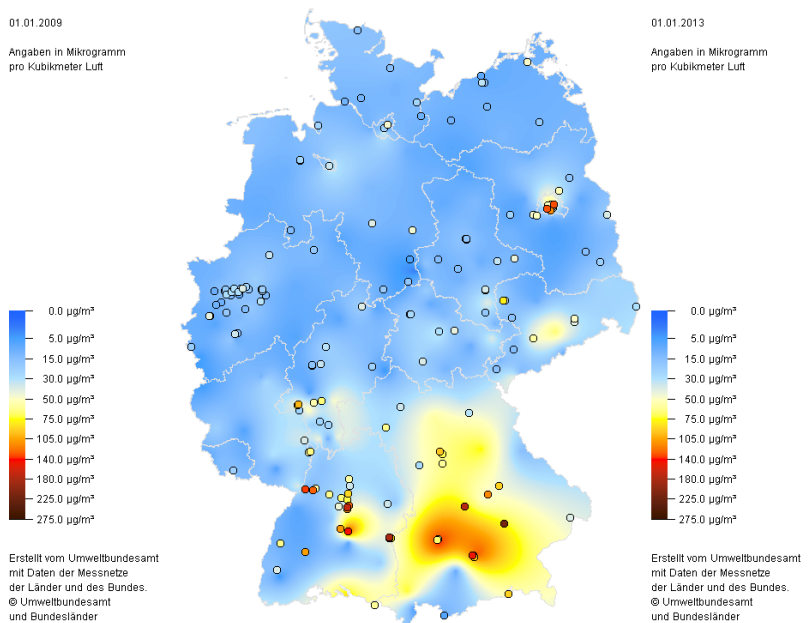 01.01.2009
Angaben in Mikrogramm
pro Kubikmeter Luft
0.0 µg/m³
5.0 µg/m³
15.0 µg/m³
30.0 µg/m³
50.0 µg/m³
75.0 µg/m³
105.0 µg/m³
140.0 µg/m³
180.0 µg/m³
225.0 µg/m³
275.0 µg/m³
Erstellt vom Umweltbundesamt
mit Daten der Messnetze
der Länder und des Bundes.
© Umweltbundesamt
und Bundesländer
01.01.2013
Angaben in Mikrogramm
pro Kubikmeter Luft
0.0 µg/m³
5.0 µg/m³
15.0 µg/m³
30.0 µg/m³
50.0 µg/m³
75.0 µg/m³
105.0 µg/m³
140.0 µg/m³
180.0 µg/m³
225.0 µg/m³
275.0 µg/m³
Erstellt vom Umweltbundesamt
mit Daten der Messnetze
der Länder und des Bundes.
© Umweltbundesamt
und Bundesländer